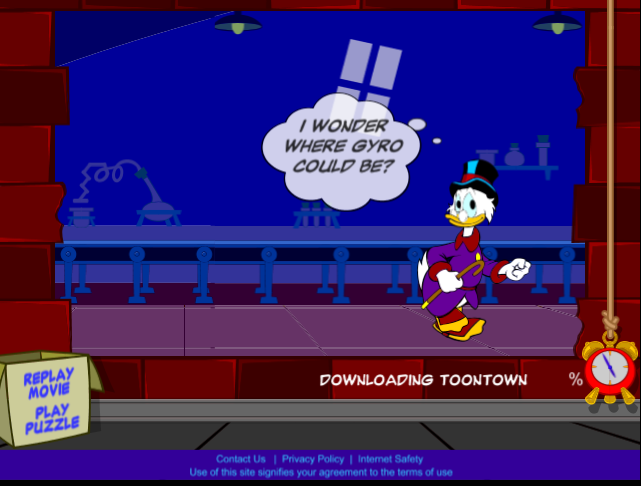 I WONDER
WHERE GYRO
COULD BE?
DOWNLOADING TOONTOWN %
REPLAY
MOVIE
PLAY
PUZZLE
Contact Us | Privacy Policy | Internet Safety
Use of this site signifies your agreement to the terms of use